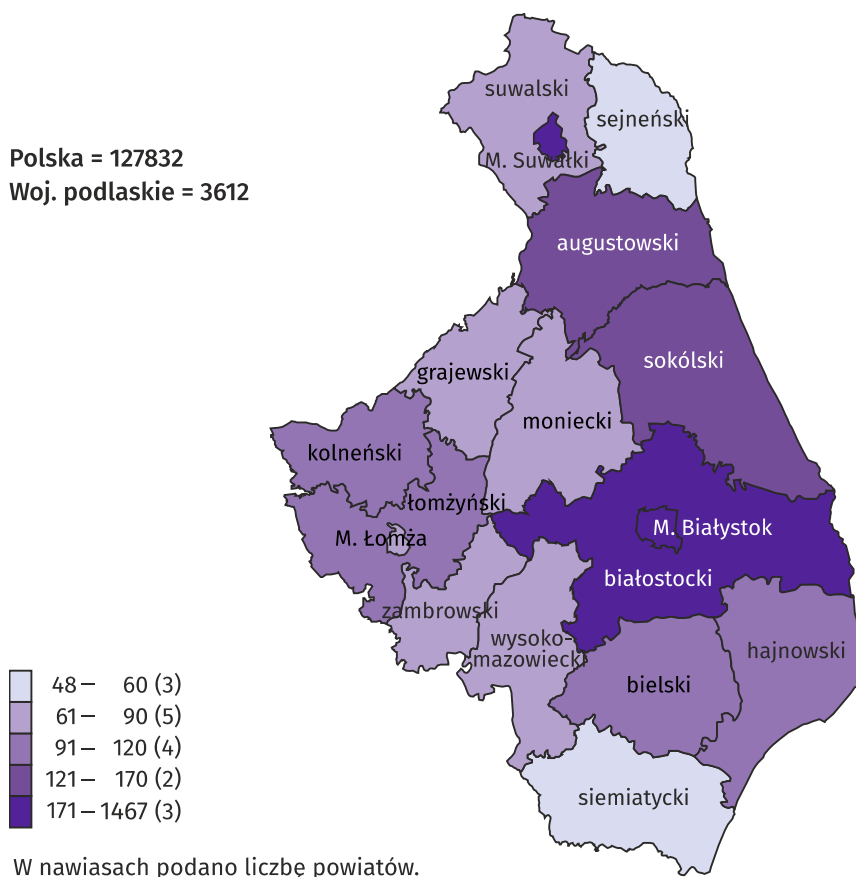 suwalski
sejneński
M. Suwałki
Polska = 127832
Woj. podlaskie = 3612
augustowski
sokólski
grajewski
moniecki
kolneński
łomżyński
M. Łomża
M. Białystok
białostocki
zambrowski
wysoko-
mazowiecki
hajnowski
bielski
siemiatycki
48 – 60 (3)
61 – 90 (5)
91 – 120 (4)
121 – 170 (2)
171 – 1467 (3)
W nawiasach podano liczbę powiatów.